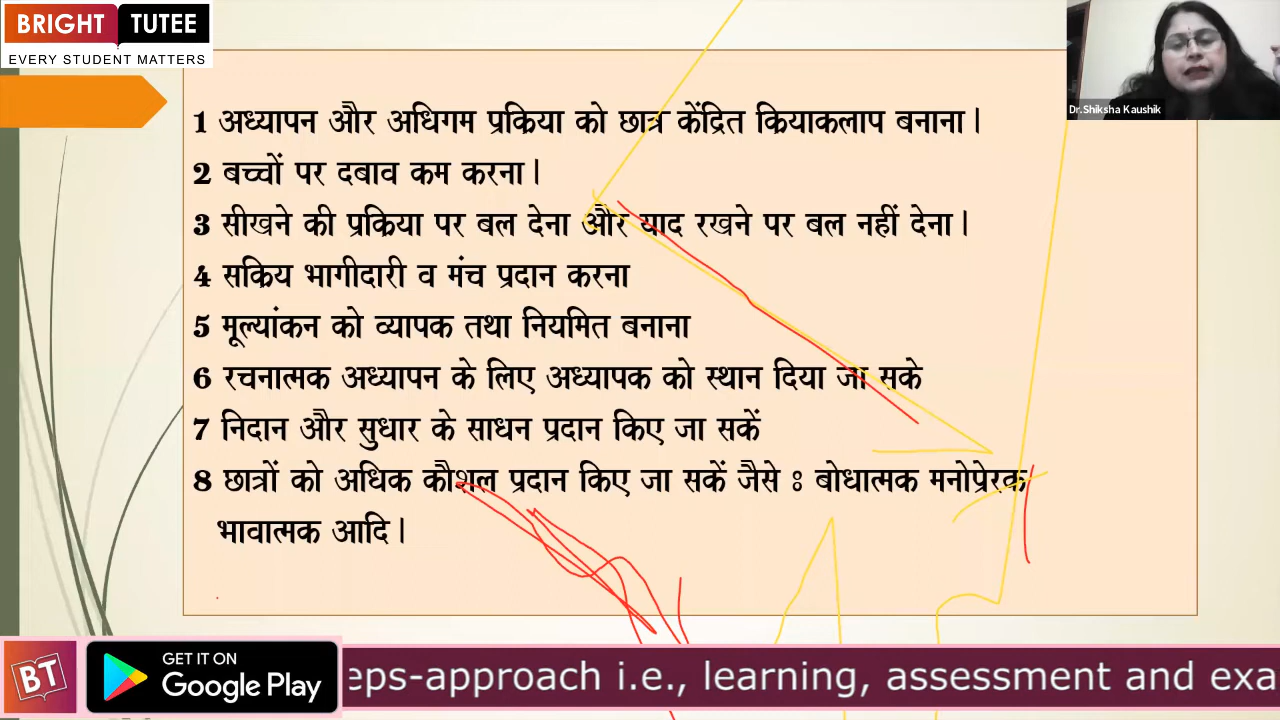 BRIGHT TUTEE
EVERY STUDENT MATTERS
Dr.Shiksha Kaushik
1 अध्यापन और अधिगम प्रक्रिया को छात्र केंद्रित क्रियाकलाप बनाना।
2 बच्चों पर दबाव कम करना।
3 सीखने की प्रक्रिया पर बल देना और याद रखने पर बल नहीं देना।
4 सक्रिय भागीदारी व मंच प्रदान करना
5 मूल्यांकन को व्यापक तथा नियमित बनाना
6 रचनात्मक अध्यापन के लिए अध्यापक को स्थान दिया जा सके
7 निदान और सुधार के साधन प्रदान किए जा सकें
8 छात्रों को अधिक कौशल प्रदान किए जा सकें जैसे : बोधात्मक मनोप्रेरक
भावात्मक आदि।
BT
GET IT ON
Google Play
eps-approach i.e., learning, assessment and exa